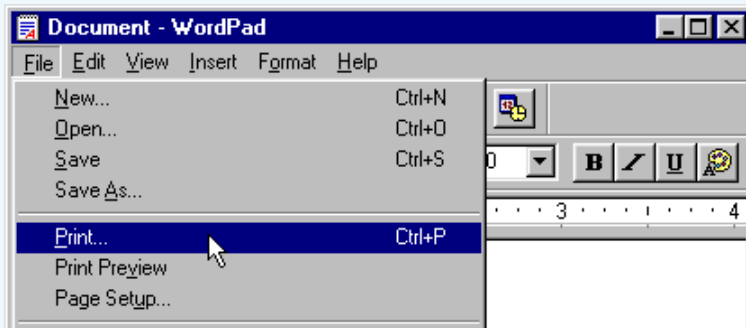 Document - WordPad
File Edit View Insert Format Help
New... Ctrl+N
Open... Ctrl+O
Save Ctrl+S
Save As...
0 B I U
3 4
Print... Ctrl+P
Print Preview
Page Setup...